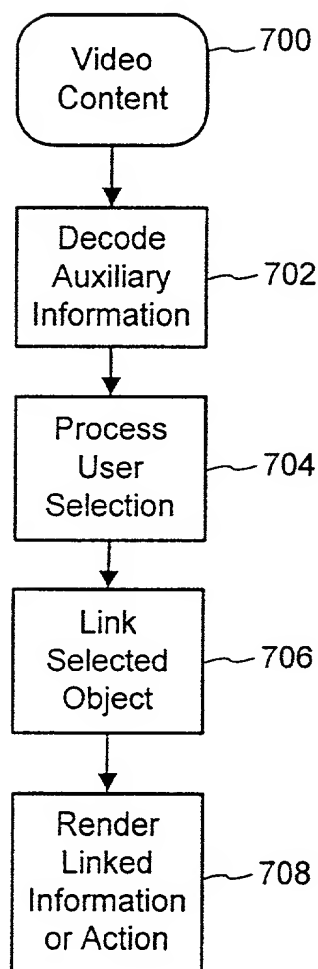 Video
Content
700
Decode
Auxiliary
Information
702
Process
User
Selection
704
Link
Selected
Object
706
Render
Linked
Information
or Action
708